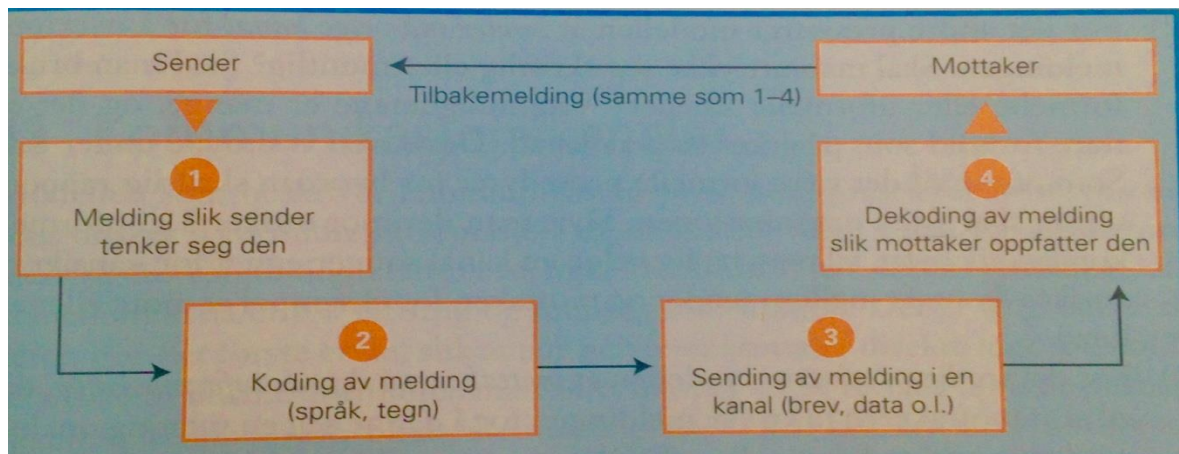 Sender
Tilbakemelding (samme som 1–4)
Mottaker
1
Melding slik sender
tenker seg den
2
Koding av melding
(språk, tegn)
3
Sending av melding i en
kanal (brev, data o.l.)
4
Dekoding av melding
slik mottaker oppfatter den